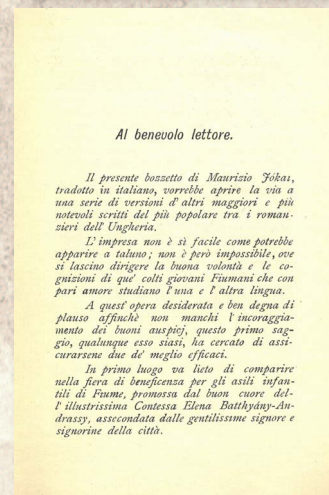 Al benevolo lettore.
Il presente bozzetto di Maurizio Jókai,
tradotto in italiano, vorrebbe aprire la via a
una serie di versioni d' altri maggiori e più
notevoli scritti del più popolare tra i roman-
zieri dell' Ungheria.
L' impresa non è sì facile come potrebbe
apparire a taluno; non è però impossibile, ove
si lascino dirigere la buona volontà e le co-
gnizioni di que' colti giovani Fiumani che con
pari amore studiano l' una e l' altra lingua.
A quest' opera desiderata e ben degna di
plauso affinchè non manchi l' incoraggia-
mento dei buoni auspicj, questo primo sag-
gio, qualunque esso siasi, ha cercato di assi-
curarsene due de' meglio efficaci.
In primo luogo va lieto di comparire
nella fiera di beneficenza per gli asili infan-
tili di Fiume, promossa dal buon cuore del-
l' illustrissima Contessa Elena Batthyány-An-
drassy, assecondata dalle gentilissime signore e
signorine della città.